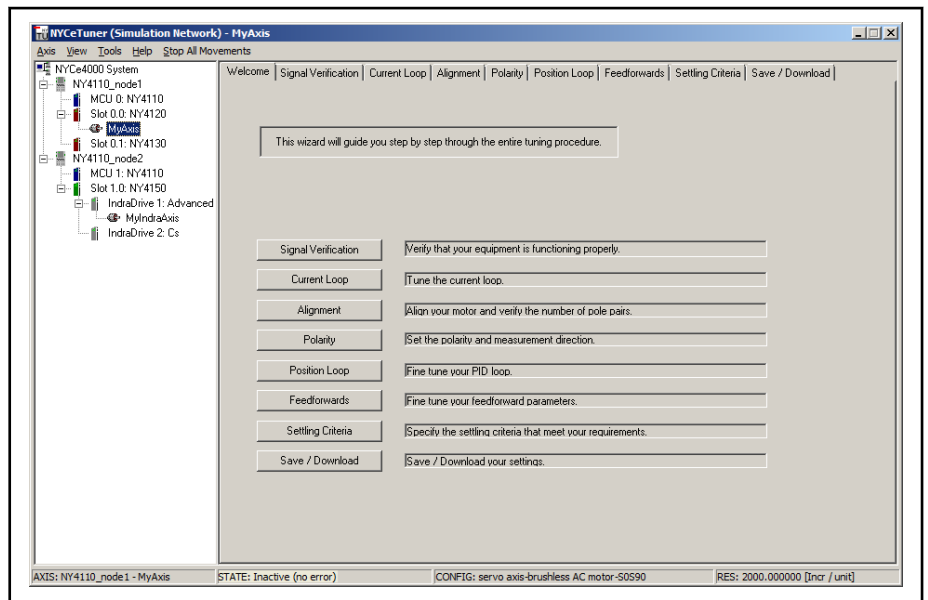 NYCeTuner (Simulation Network) - MyAxis
Axis View Tools Help Stop All Movements
NYCe4000 System
NY4110_node1
MCU 0: NY4110
Slot 0.0: NY4120
MyAxis
Slot 0.1: NY4130
NY4110_node2
MCU 1: NY4110
Slot 1.0: NY4150
IndraDrive 1: Advanced
MyIndraAxis
IndraDrive 2: Cs
Welcome Signal Verification Current Loop Alignment Polarity Position Loop Feedforwards Settling Criteria Save / Download
This wizard will guide you step by step through the entire tuning procedure.
Signal Verification Verify that your equipment is functioning properly.
Current Loop Tune the current loop.
Alignment Align your motor and verify the number of pole pairs.
Polarity Set the polarity and measurement direction.
Position Loop Fine tune your PID loop.
Feedforwards Fine tune your feedforward parameters.
Settling Criteria Specify the settling criteria that meet your requirements.
Save / Download Save / Download your settings.
AXIS: NY4110_node1 - MyAxis STATE: Inactive (no error) CONFIG: servo axis-brushless AC motor-S0S90 RES: 2000.000000 [Incr / unit]